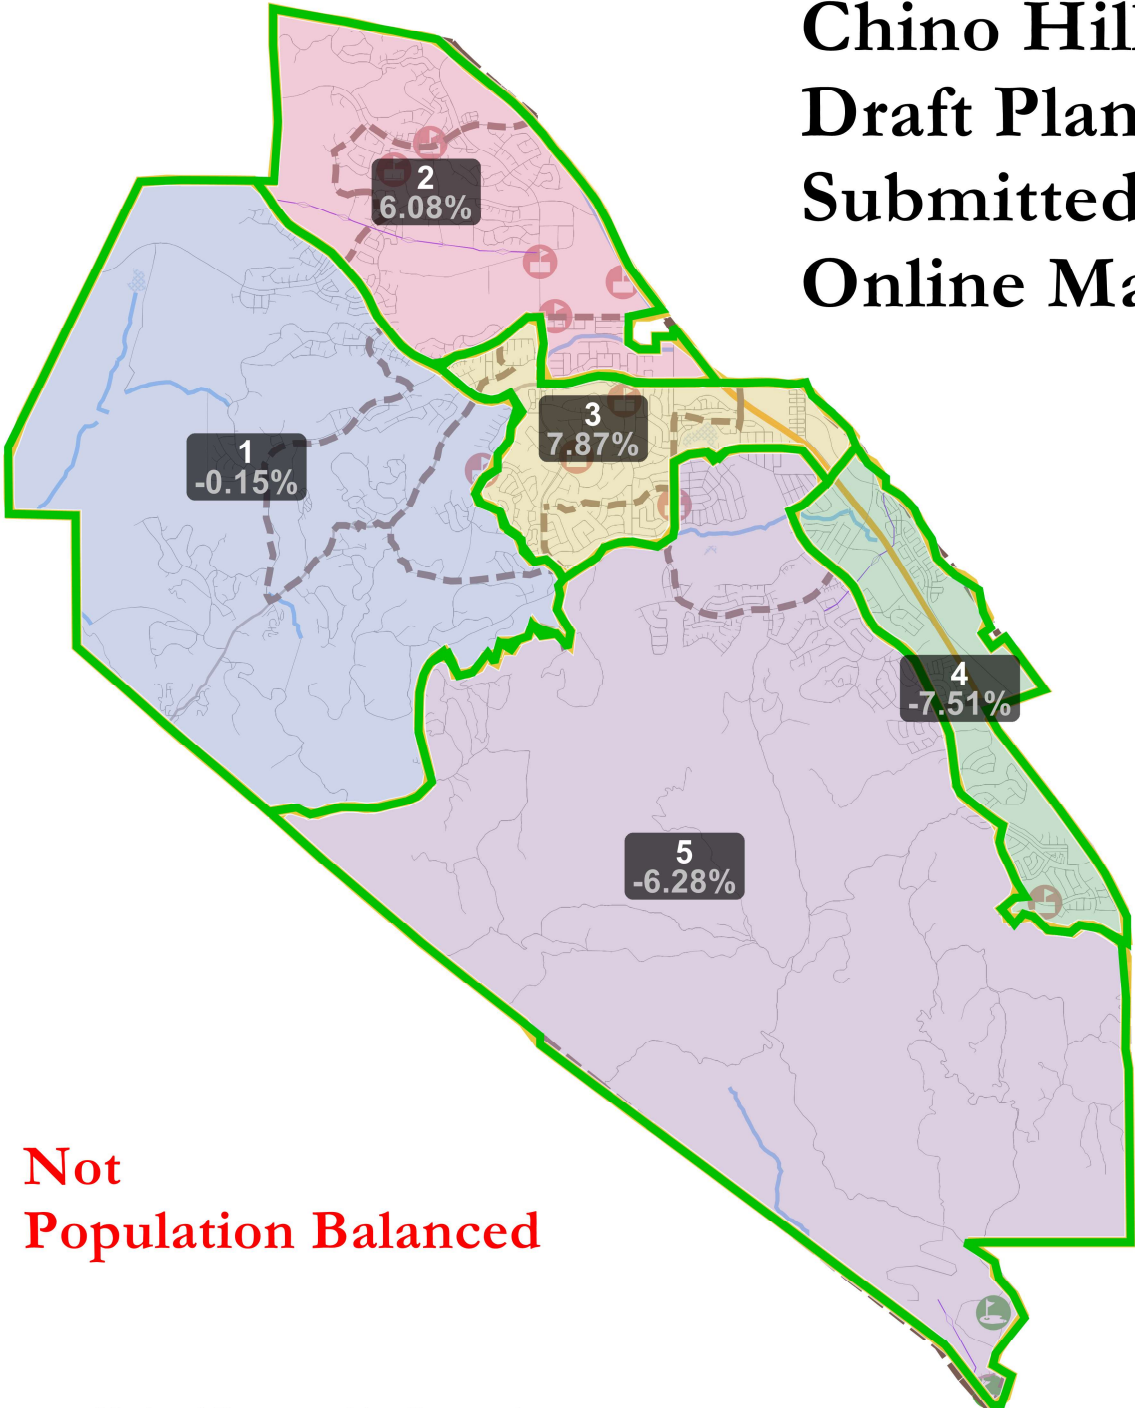 Chino Hil
Draft Plan
Submitted
Online Ma
2
6.08%
3
7.87%
1
-0.15%
4
-7.51%
5
-6.28%
Not
Population Balanced